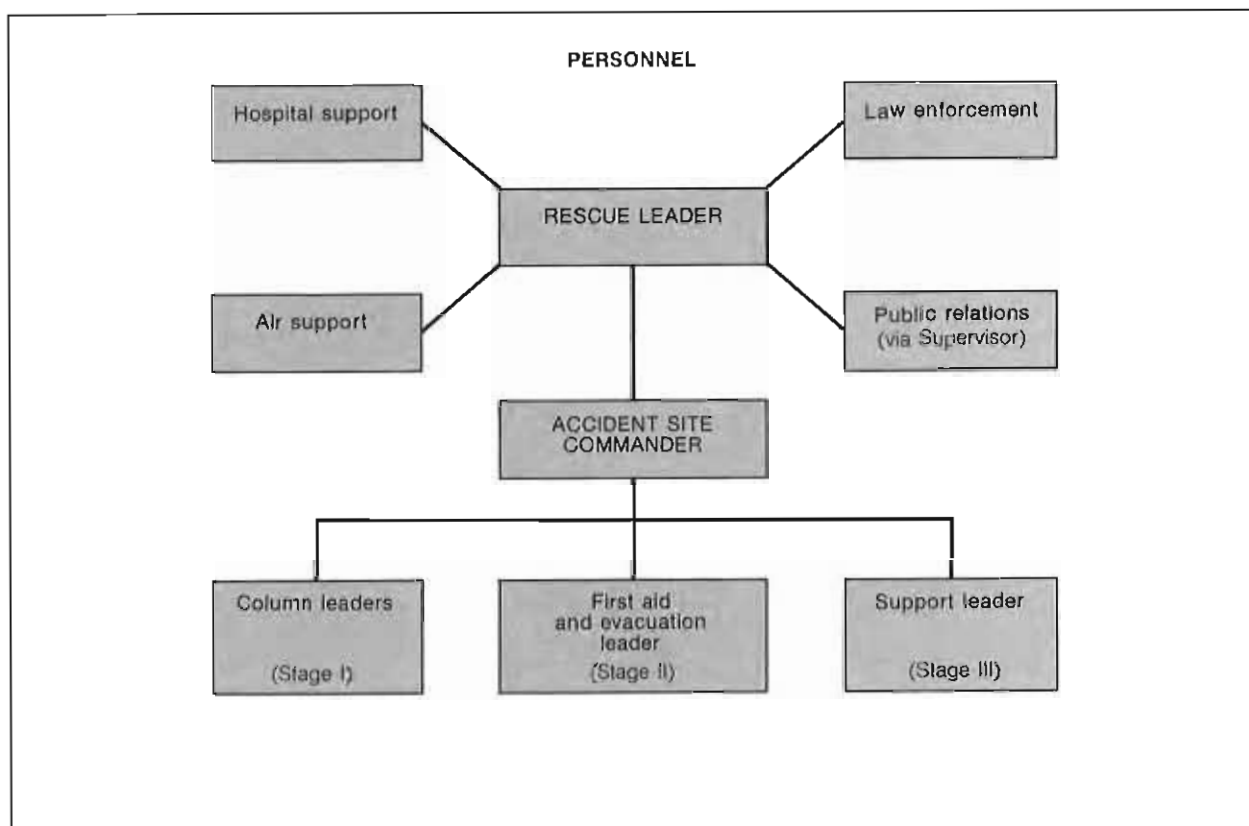 PERSONNEL
Hospital support
Law enforcement
RESCUE LEADER
Air support
Public relations
(via Supervisor)
ACCIDENT SITE
COMMANDER
Column leaders
(Stage I)
First aid
and evacuation
leader
(Stage II)
Support leader
(Stage III)